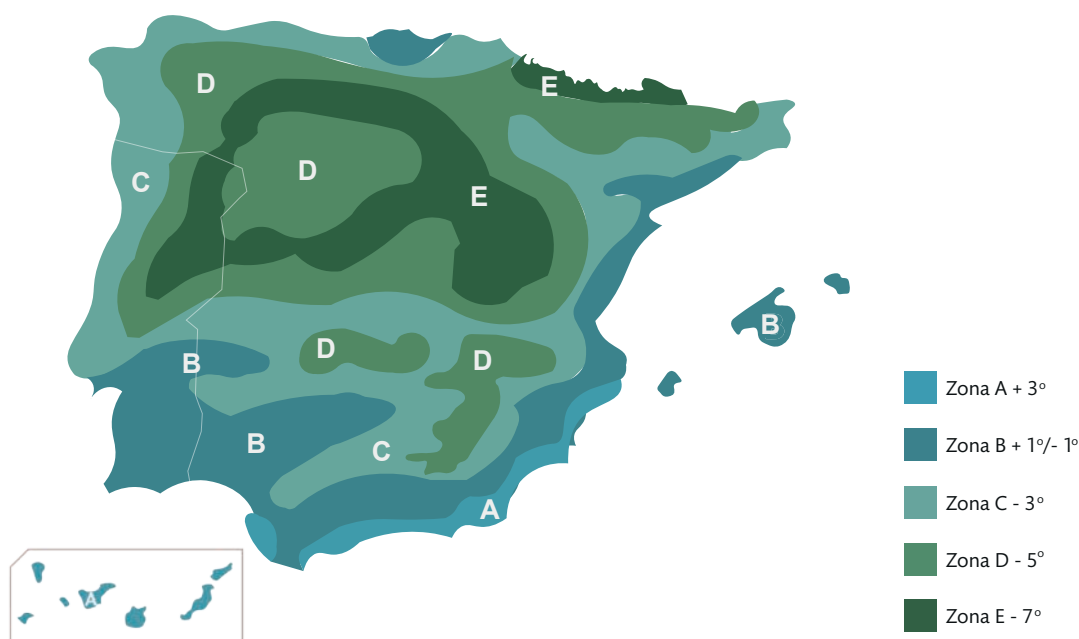 D
E
D
C
E
B
D
D
B
B
C
A
A
Zona A + 3º
Zona B + 1º/- 1º
Zona C - 3º
Zona D - 5º
Zona E - 7º